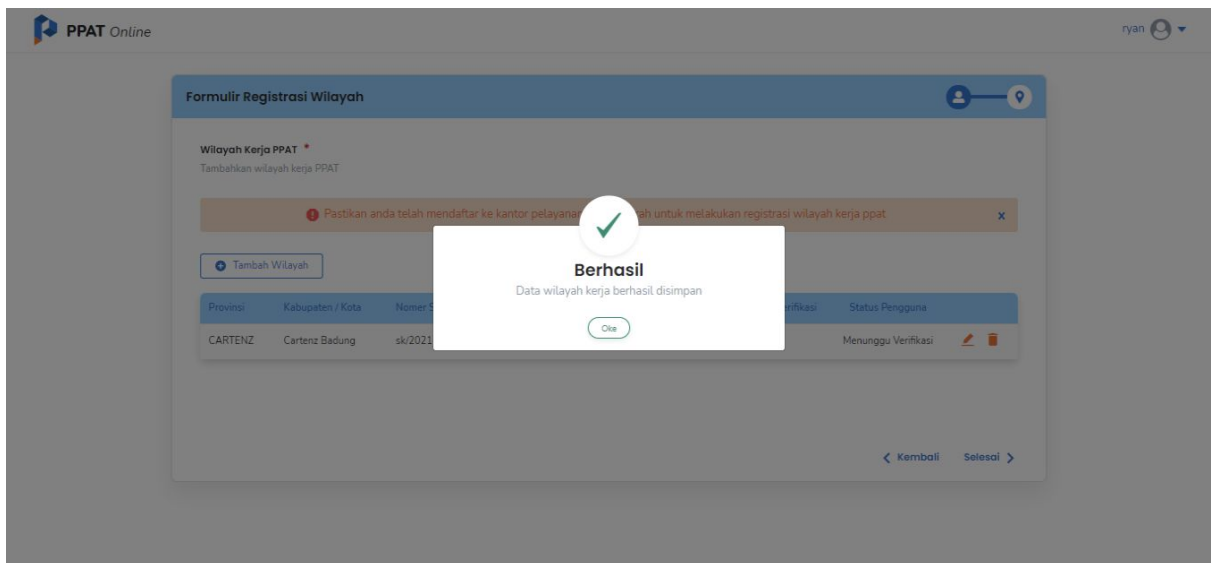 PPAT Online
ryan
Formulir Registrasi Wilayah
Wilayah Kerja PPAT *
Tambahkan wilayah kerja PPAT
Pastikan anda telah mendaftar ke kantor pelayanan untuk melakukan registrasi wilayah kerja ppat x
Tambah Wilayah
Berhasil
Data wilayah kerja berhasil disimpan
Oke
Provinsi Kabupaten / Kota Nomer Status Pengguna
CARTENZ Cartenz Badung sk/2021 Menunggu Verifikasi
Kembali Selesai